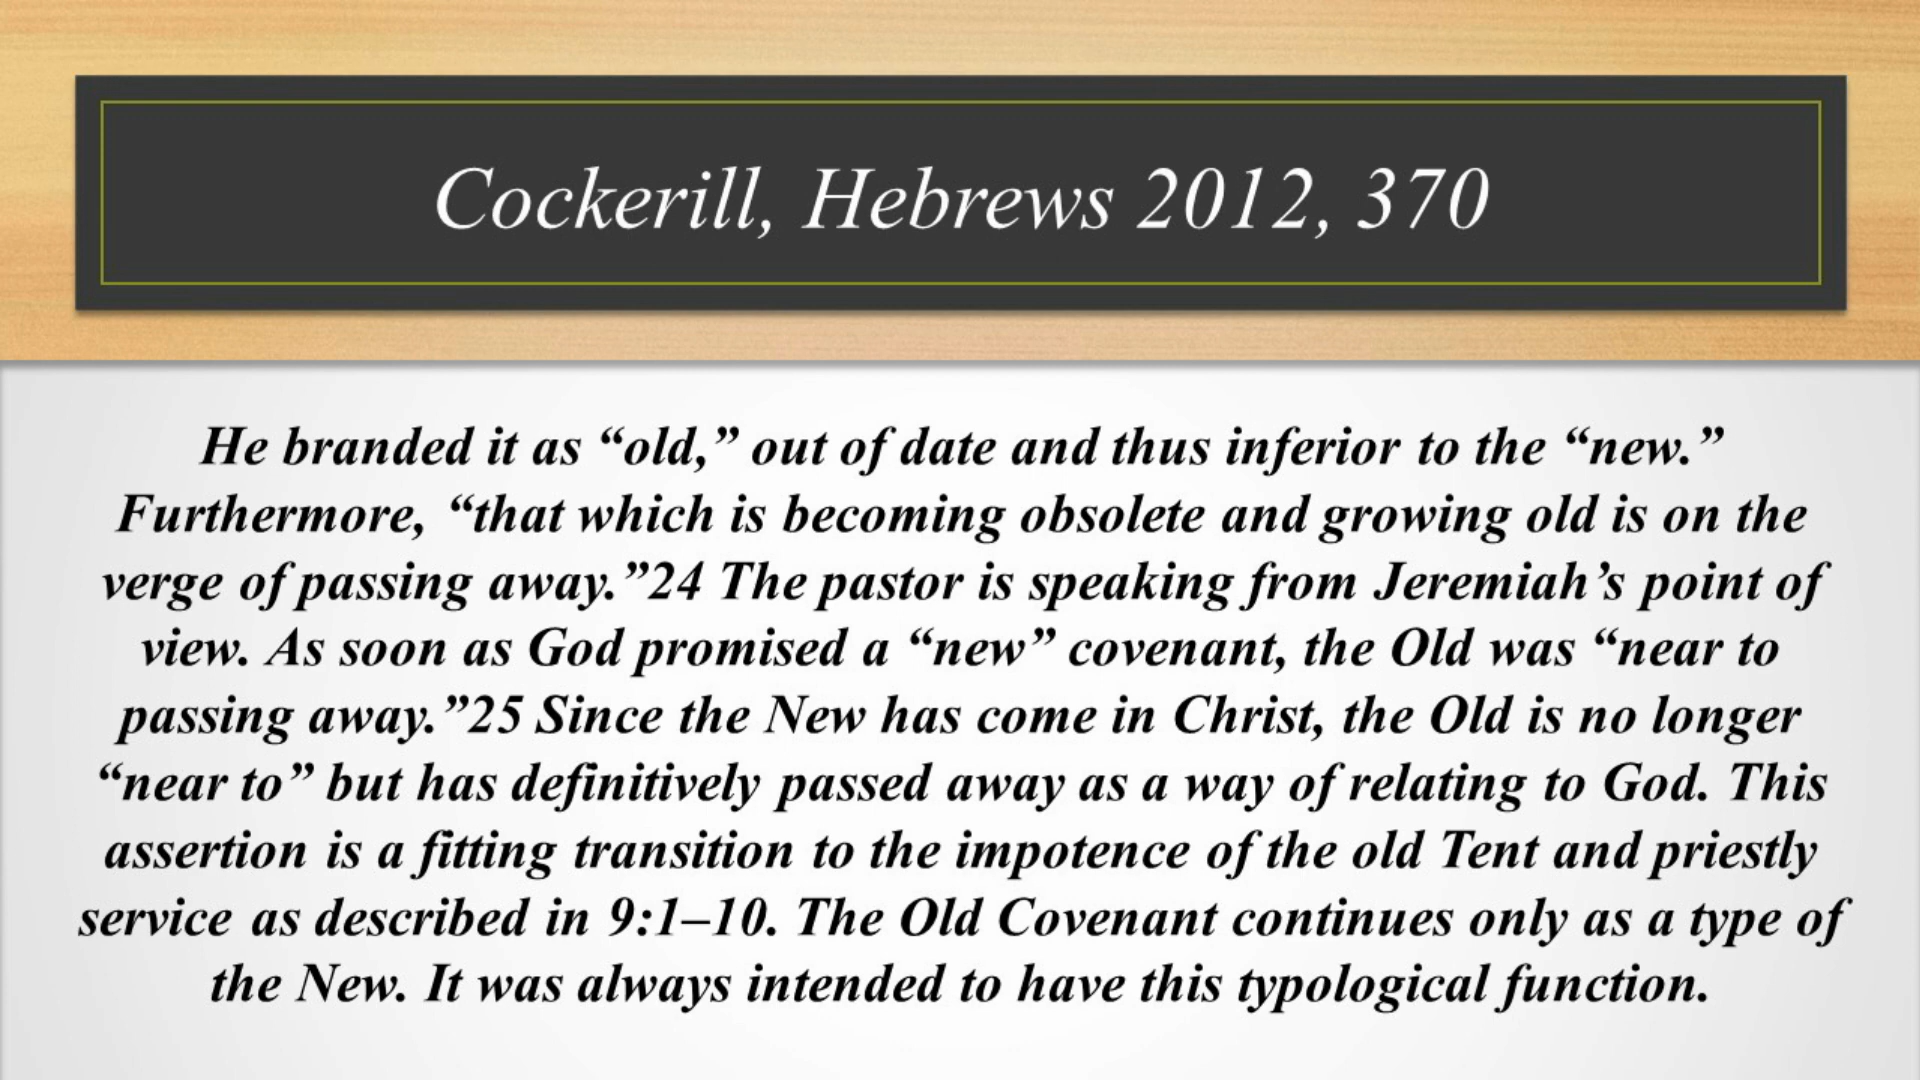 Cockerill, Hebrews 2012, 370
He branded it as “old,” out of date and thus inferior to the “new.”
Furthermore, “that which is becoming obsolete and growing old is on the
verge of passing away.”24 The pastor is speaking from Jeremiah’s point of
view. As soon as God promised a “new” covenant, the Old was “near to
passing away.”25 Since the New has come in Christ, the Old is no longer
“near to” but has definitively passed away as a way of relating to God. This
assertion is a fitting transition to the impotence of the old Tent and priestly
service as described in 9:1–10. The Old Covenant continues only as a type of
the New. It was always intended to have this typological function.